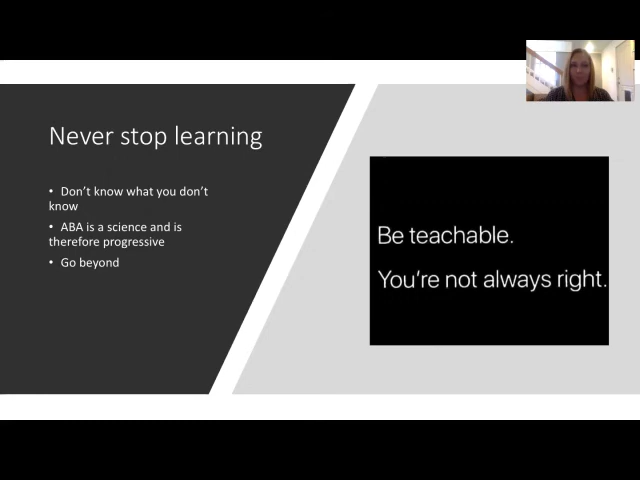 Never stop learning
• Don’t know what you don’t
know
• ABA is a science and is
therefore progressive
• Go beyond
Be teachable.
You’re not always right.